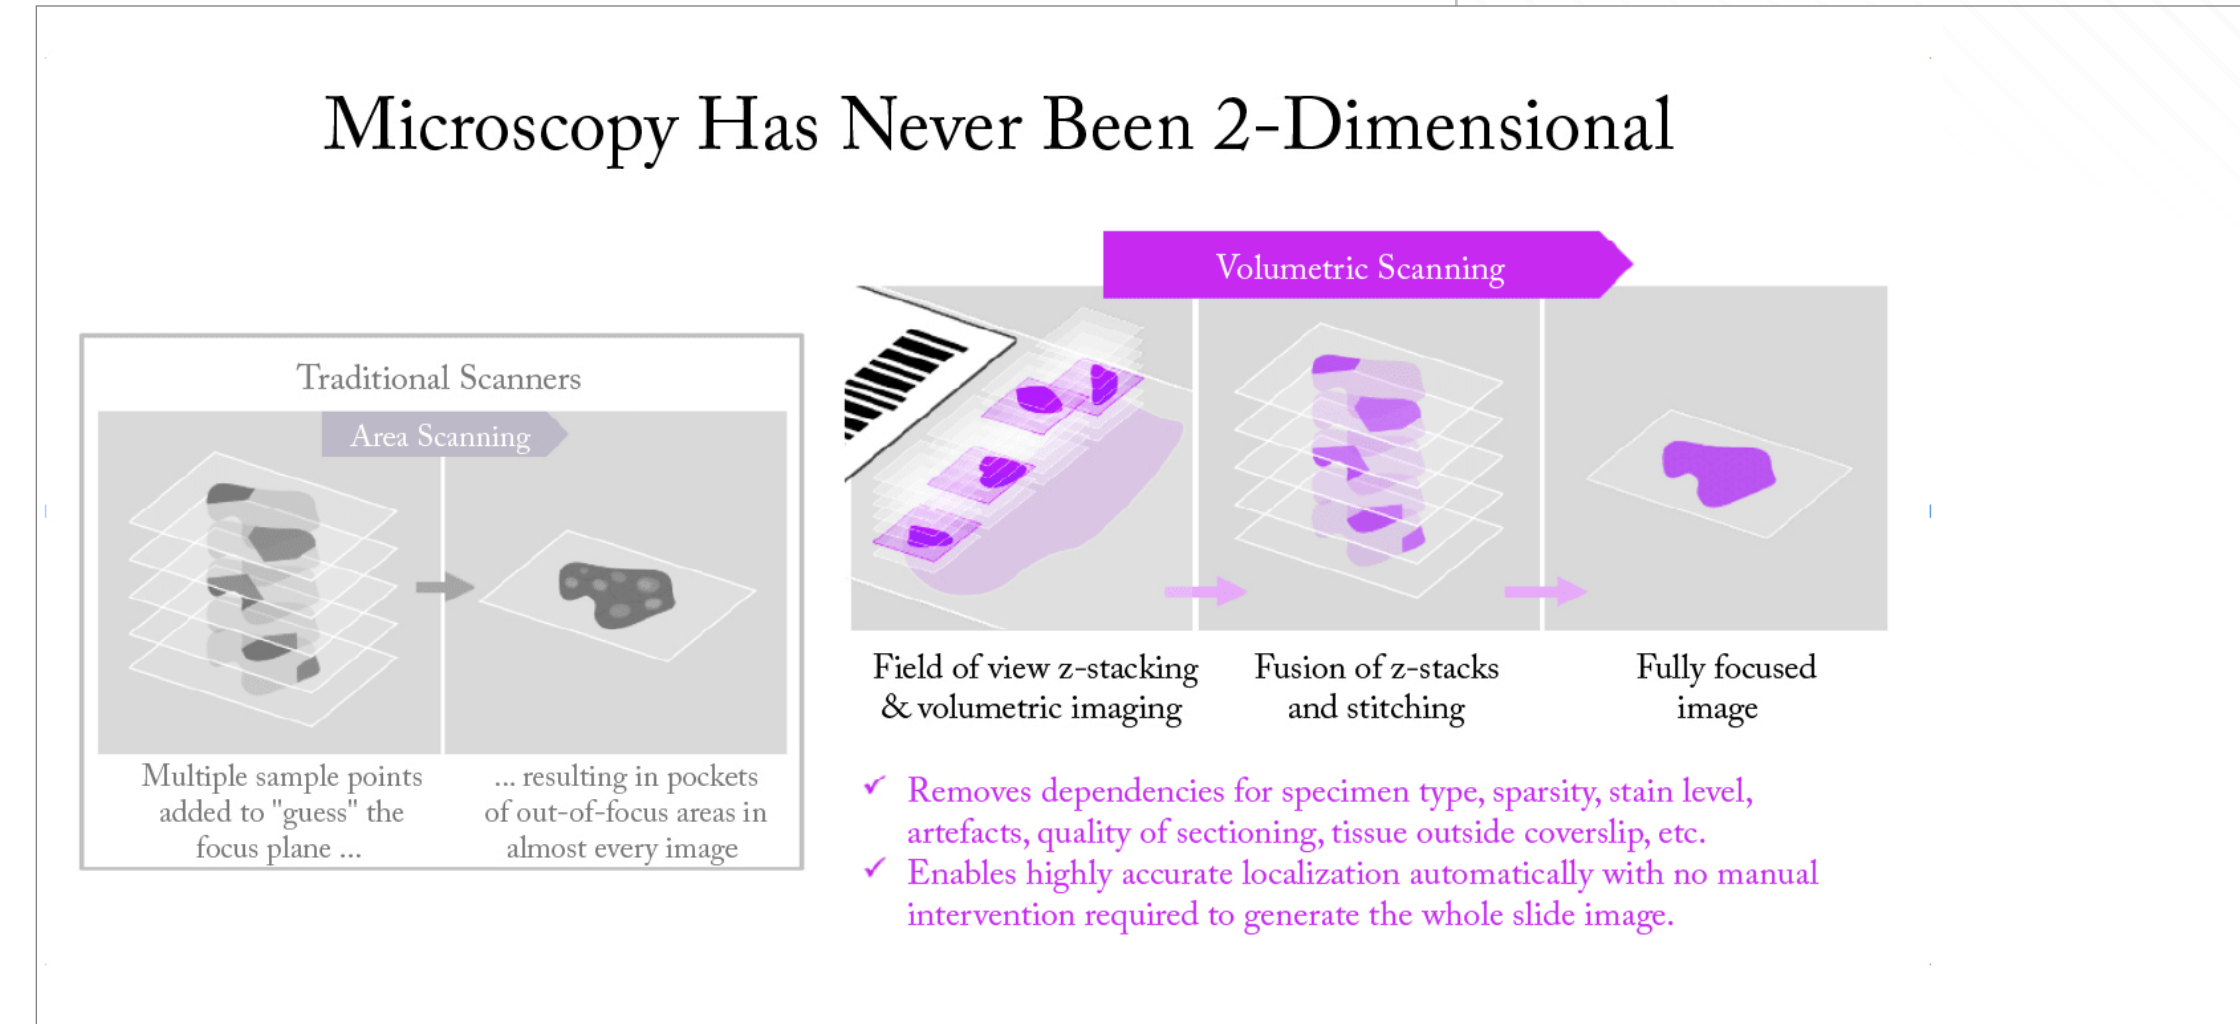 Microscopy Has Never Been 2-Dimensional
Traditional Scanners
Area Scanning
Multiple sample points
added to "guess" the
focus plane ...
... resulting in pockets
of out-of-focus areas in
almost every image
Volumetric Scanning
Field of view z-stacking
& volumetric imaging
Fusion of z-stacks
and stitching
Fully focused
image
✓ Removes dependencies for specimen type, sparsity, stain level,
artefacts, quality of sectioning, tissue outside coverslip, etc.
✓ Enables highly accurate localization automatically with no manual
intervention required to generate the whole slide image.